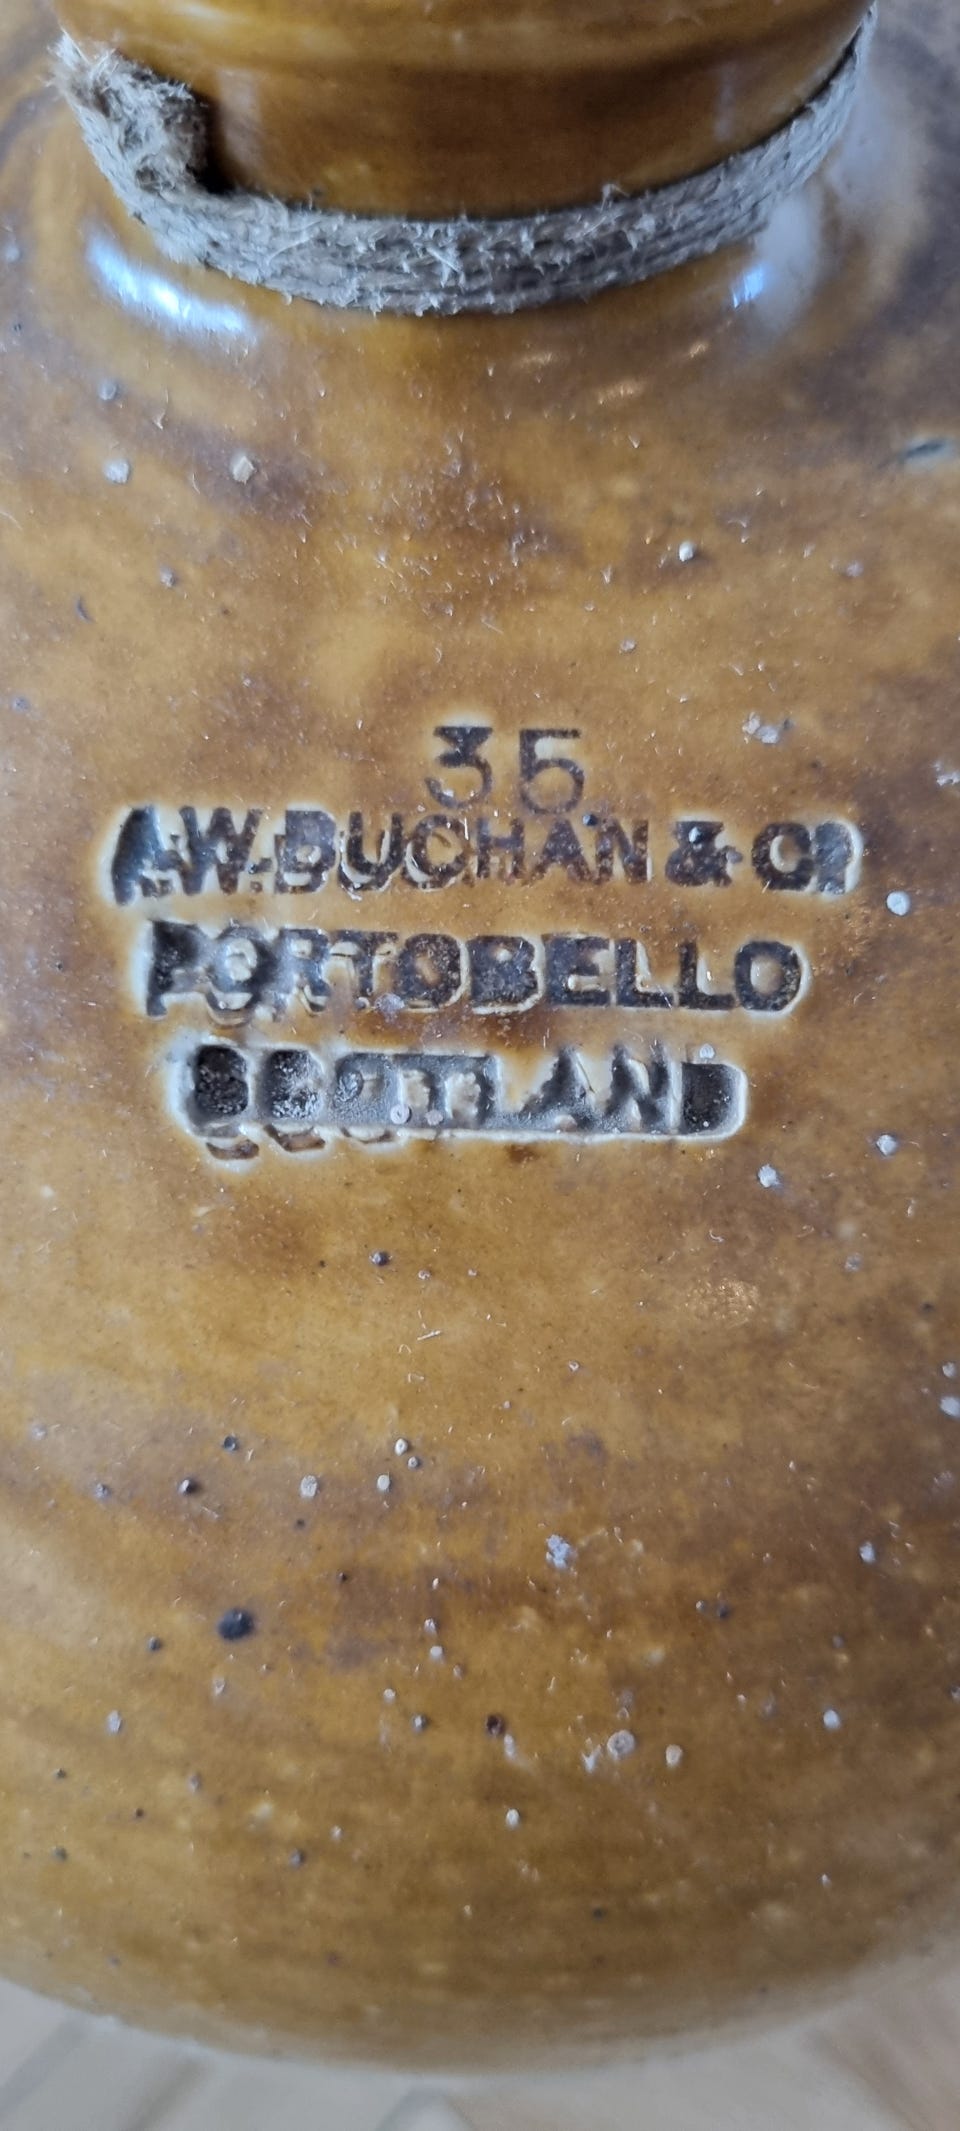 35
A.W. BUCHAN & Co
PORTOBELLO
SCOTLAND